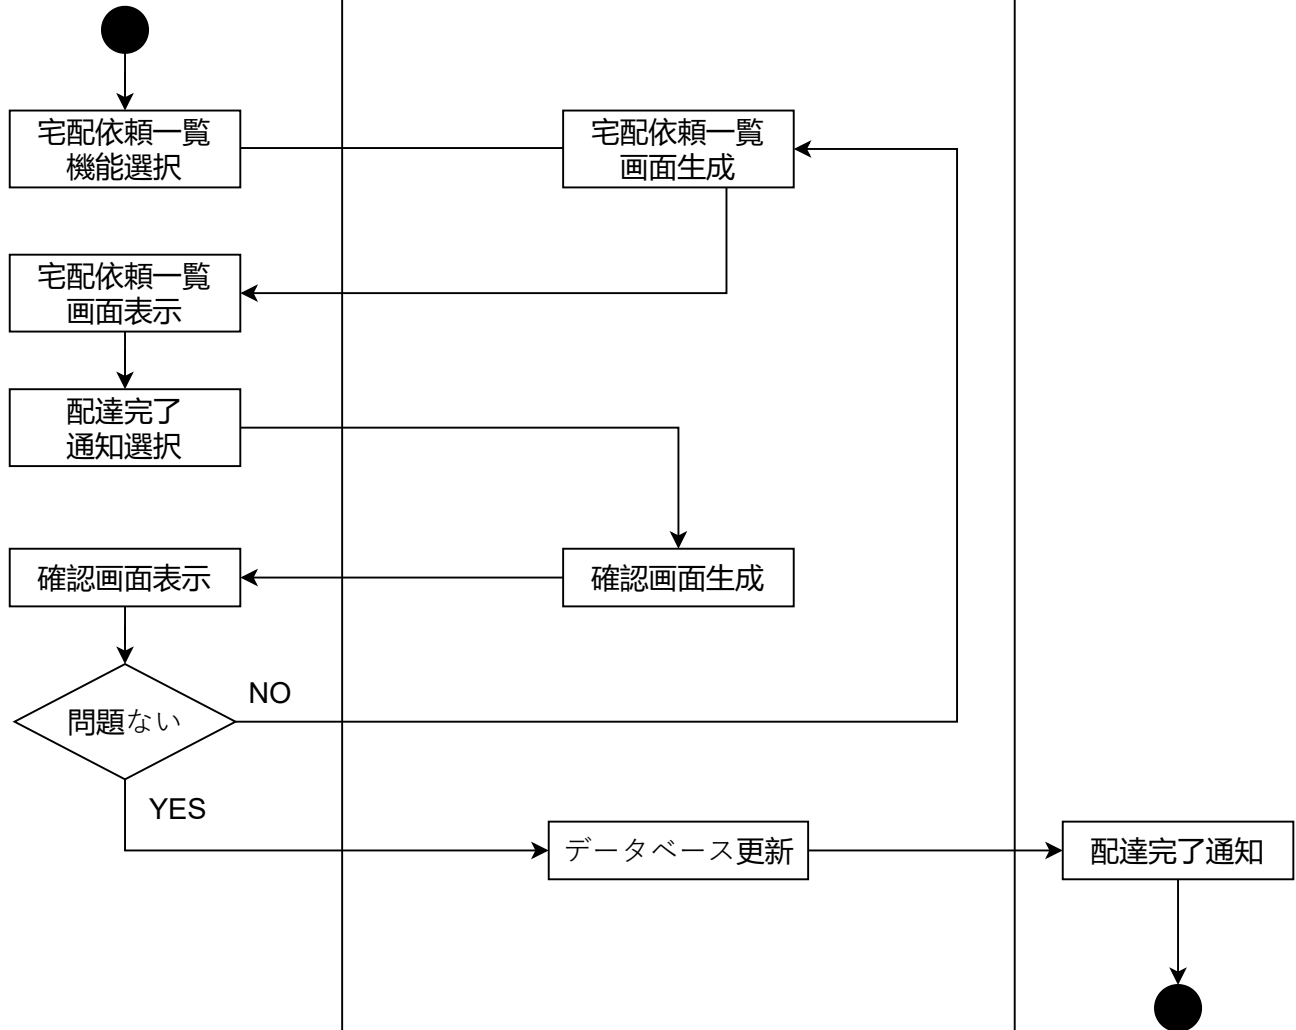 宅配依頼一覧
機能選択
宅配依頼一覧
画面生成
宅配依頼一覧
画面表示
配達完了
通知選択
確認画面表示
確認画面生成
問題ない
NO
YES
データベース更新
配達完了通知